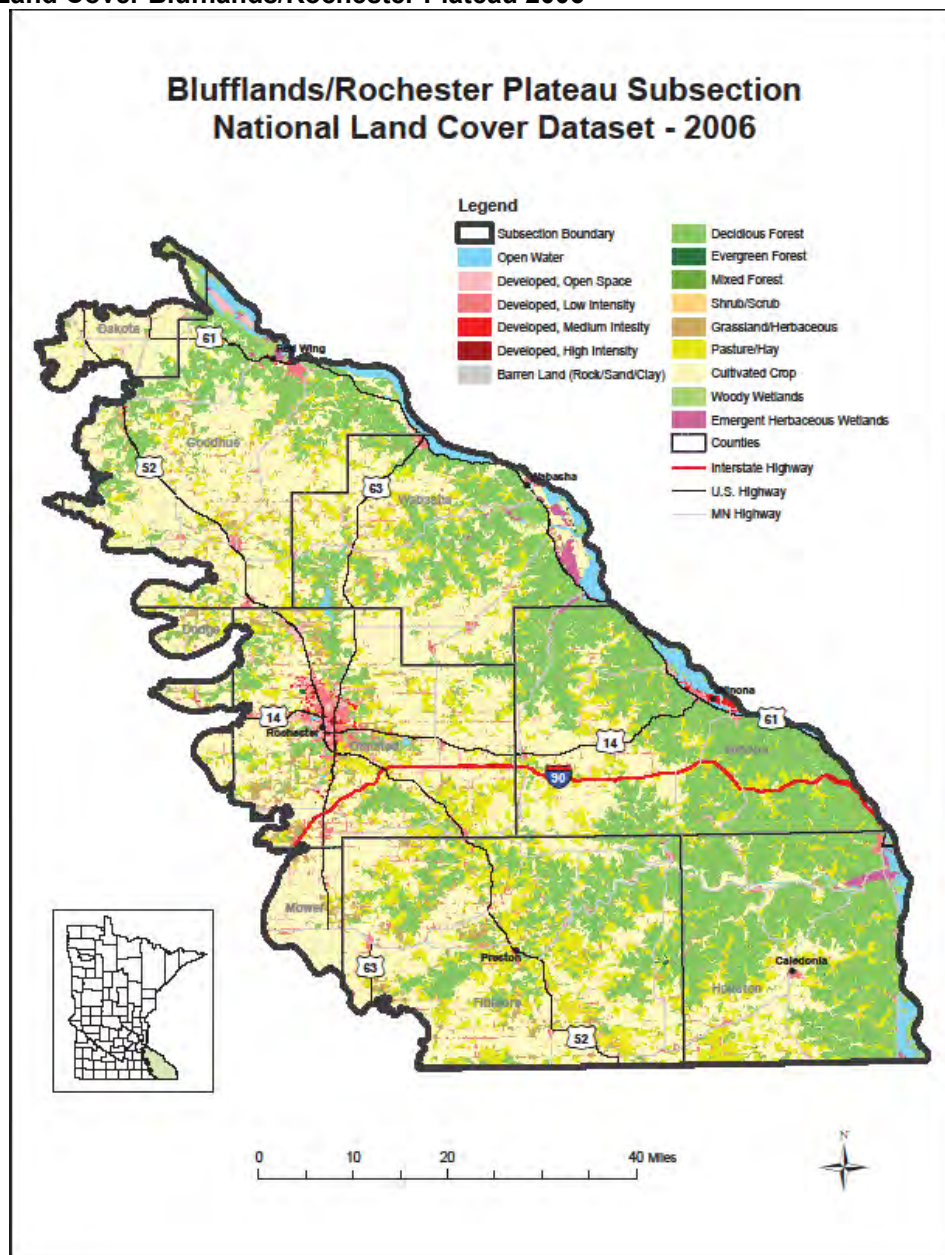 Land Cover Blufflands/Rochester Plateau 2006
Blufflands/Rochester Plateau Subsection
National Land Cover Dataset - 2006
Legend
Subsection Boundary
Open Water
Developed, Open Space
Developed, Low Intensity
Developed, Medium Intesity
Developed, High Intensity
Barren Land (Rock/Sand/Clay)
Decidious Forest
Evergreen Forest
Mixed Forest
Shrub/Scrub
Grassland/Herbaceous
Pasture/Hay
Cultivated Crop
Woody Wetlands
Emergent Herbaceous Wetlands
Counties
Interstate Highway
U.S. Highway
MN Highway
Dakota
61
Red Wing
Goodhue
52
63
Wabasha
Wabasha
Dodge
Winona
61
14
Rochester
Olmsted
14
Winona
90
Mower
63
Preston
Fillmore
52
Caledonia
Houston
0 10 20 40 Miles
N